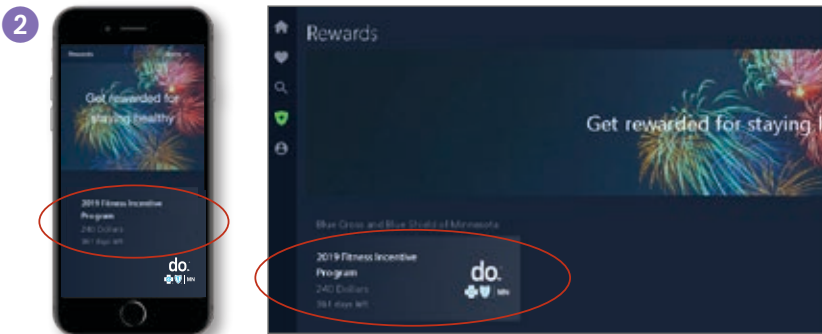 2
Rewards
Get rewarded for
staying healthy
2019 Fitness Incentive
Program
240 Dollars
361 days left
do.
MN
Rewards
Get rewarded for staying
Blue Cross and Blue Shield of Minnesota
2019 Fitness Incentive
Program
240 Dollars
361 days left
do.
MN